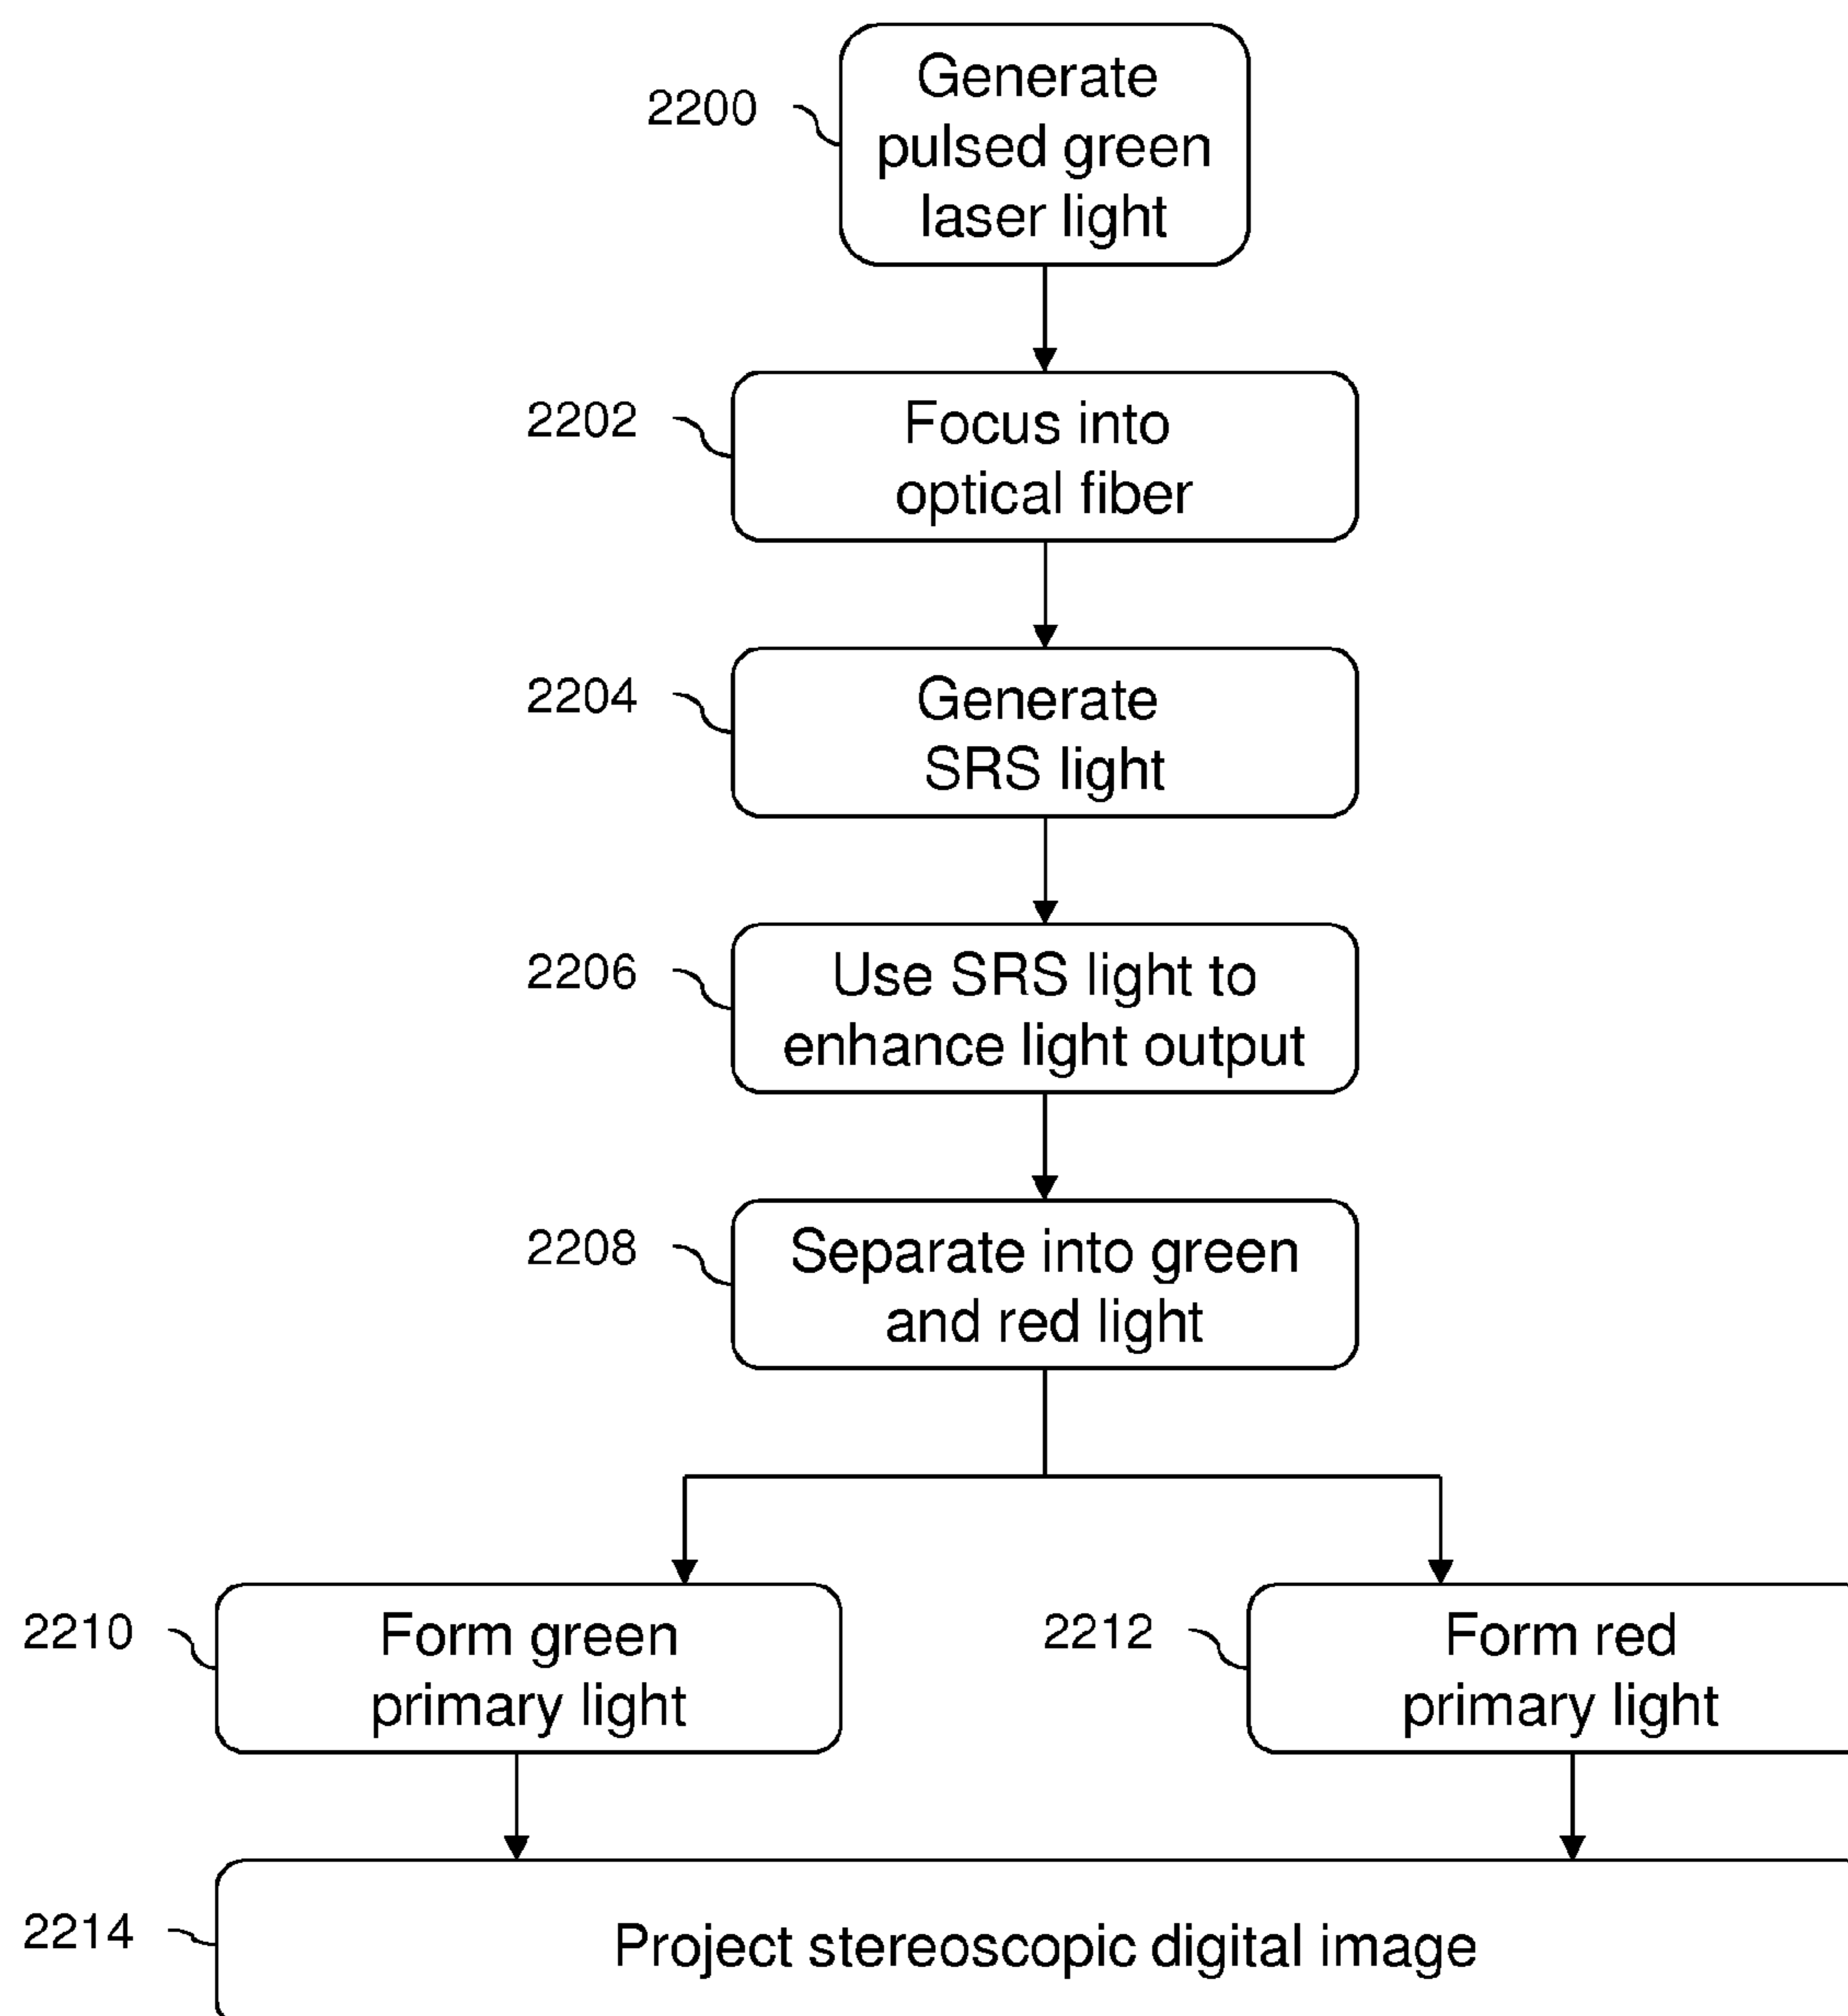 2200
Generate
pulsed green
laser light
2202
Focus into
optical fiber
2204
Generate
SRS light
2206
Use SRS light to
enhance light output
2208
Separate into green
and red light
2210
Form green
primary light
2212
Form red
primary light
2214
Project stereoscopic digital image